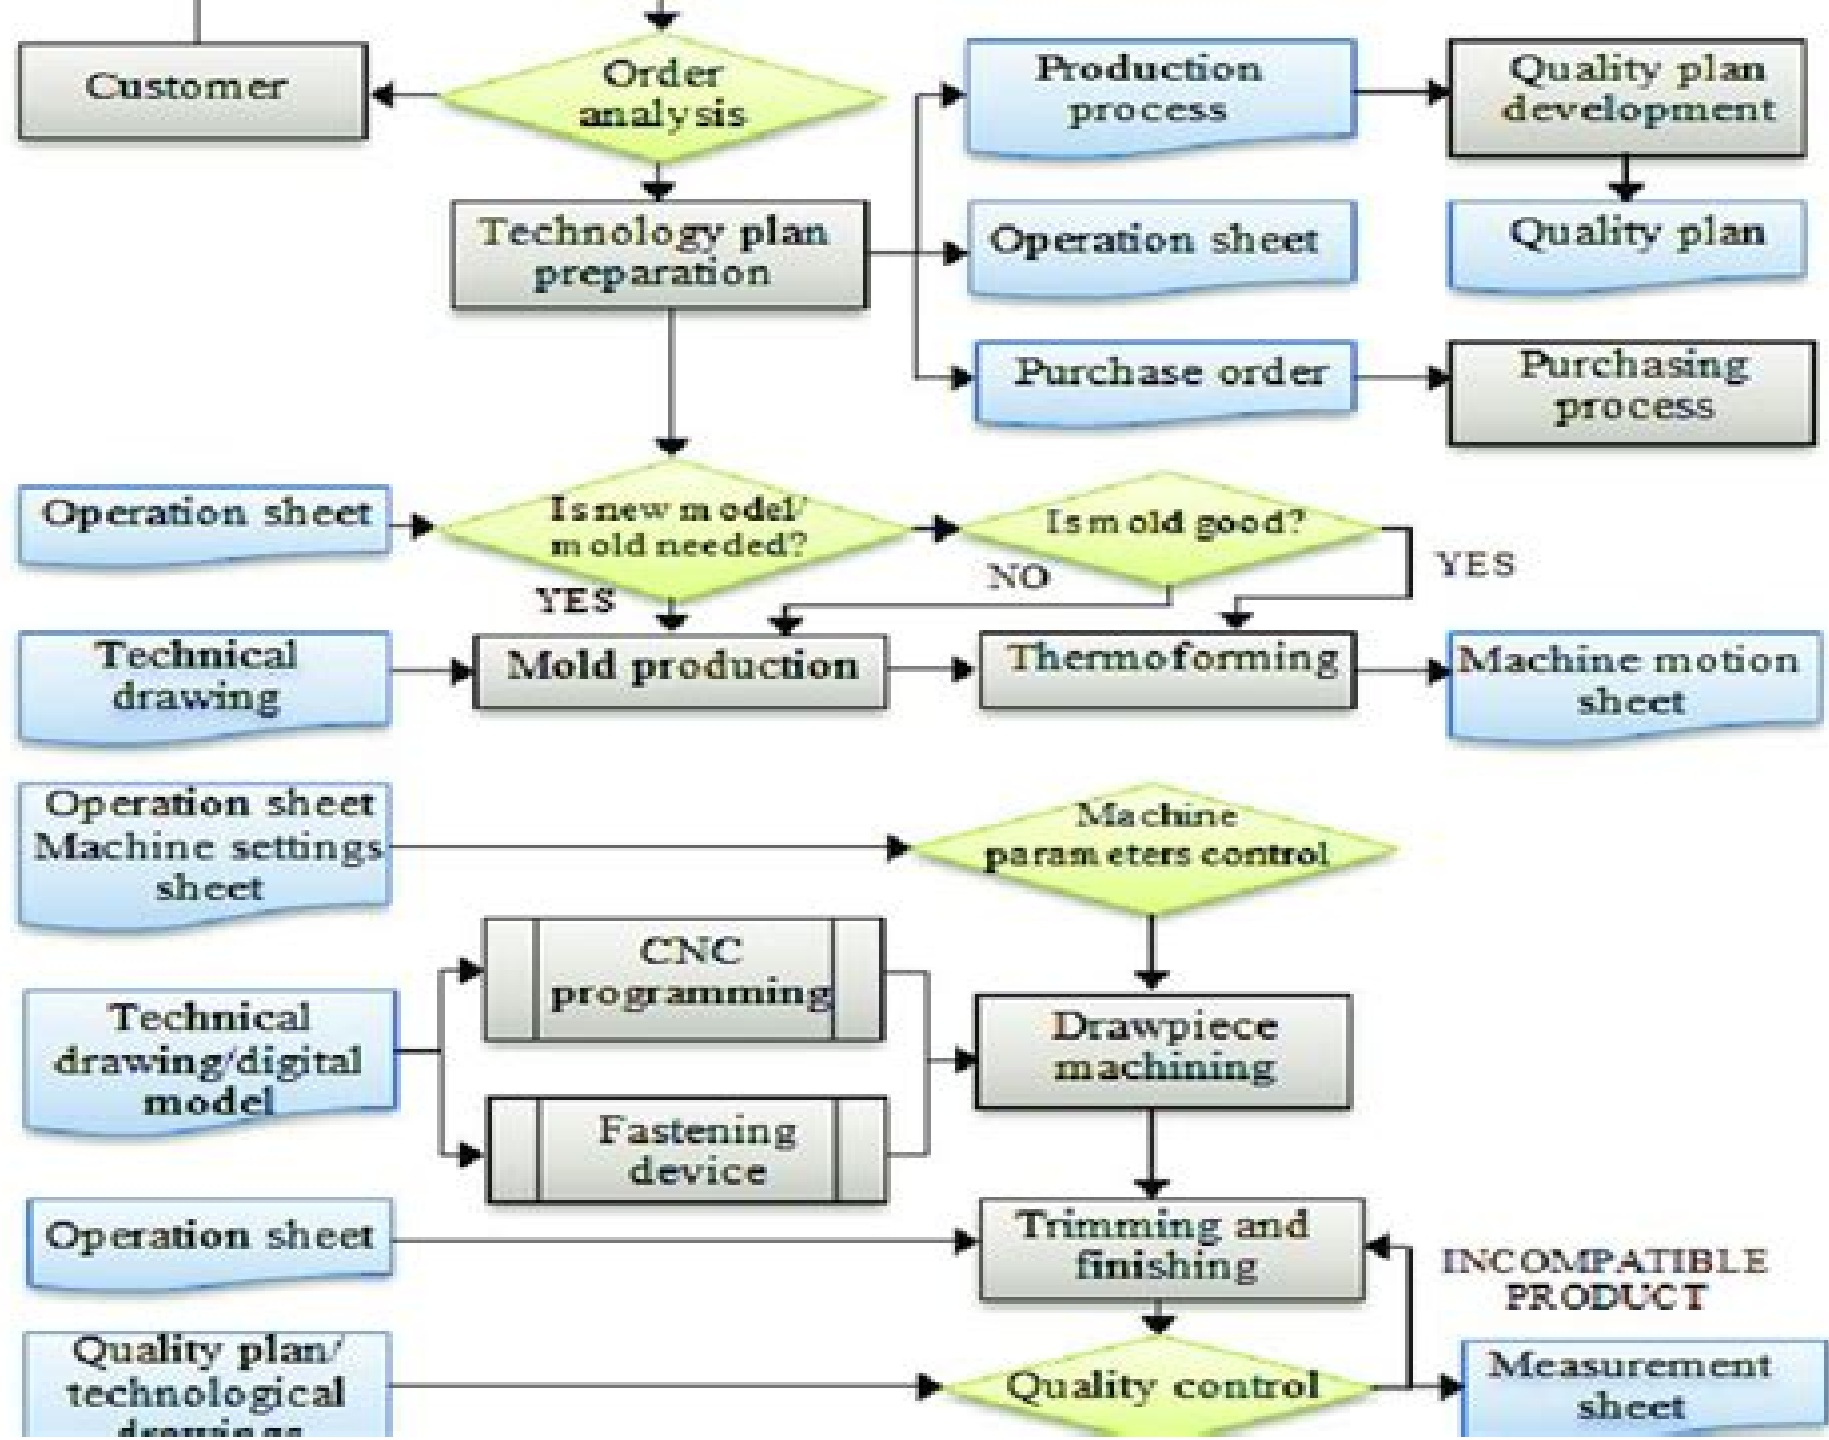 Customer
Order
analysis
Production
process
Quality plan
development
Technology plan
preparation
Operation sheet
Quality plan
Purchase order
Purchasing
process
Operation sheet
Is new model/
mold needed?
Is mold good?
YES
NO
YES
Technical
drawing
Mold production
Thermoforming
Machine motion
sheet
Operation sheet
Machine settings
sheet
Machine
parameters control
CNC
programming
Technical
drawing/digital
model
Drawpiece
machining
Fastening
device
Operation sheet
Trimming and
finishing
INCOMPATIBLE
PRODUCT
Quality plan/
technological
drawings
Quality control
Measurement
sheet